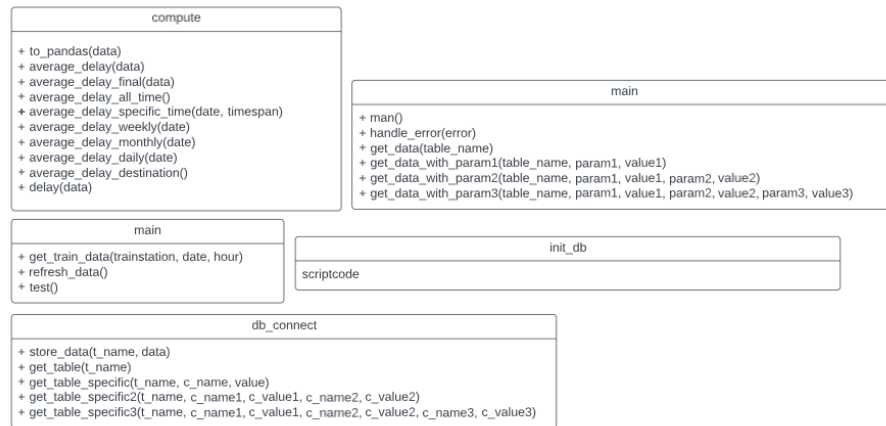 compute
+ to_pandas(data)
+ average_delay(data)
+ average_delay_final(data)
+ average_delay_all_time()
+ average_delay_specific_time(date, timespan)
+ average_delay_weekly(date)
+ average_delay_monthly(date)
+ average_delay_daily(date)
+ average_delay_destination()
delay(data)
main
+ man()
+ handle_error(error)
+ get_data(table_name)
+ get_data_with_param1(table_name, param1, value1)
+ get_data_with_param2(table_name, param1, value1, param2, value2)
+ get_data_with_param3(table_name, param1, value1, param2, value2, param3, value3)
main
+ get_train_data(trainstation, date, hour)
+ refresh_data()
+ test()
init_db
scriptcode
db_connect
+ store_data(t_name, data)
+ get_table(t_name)
+ get_table_specific(t_name, c_name, value)
+ get_table_specific2(t_name, c_name1, c_value1, c_name2, c_value2)
+ get_table_specific3(t_name, c_name1, c_value1, c_name2, c_value2, c_name3, c_value3)